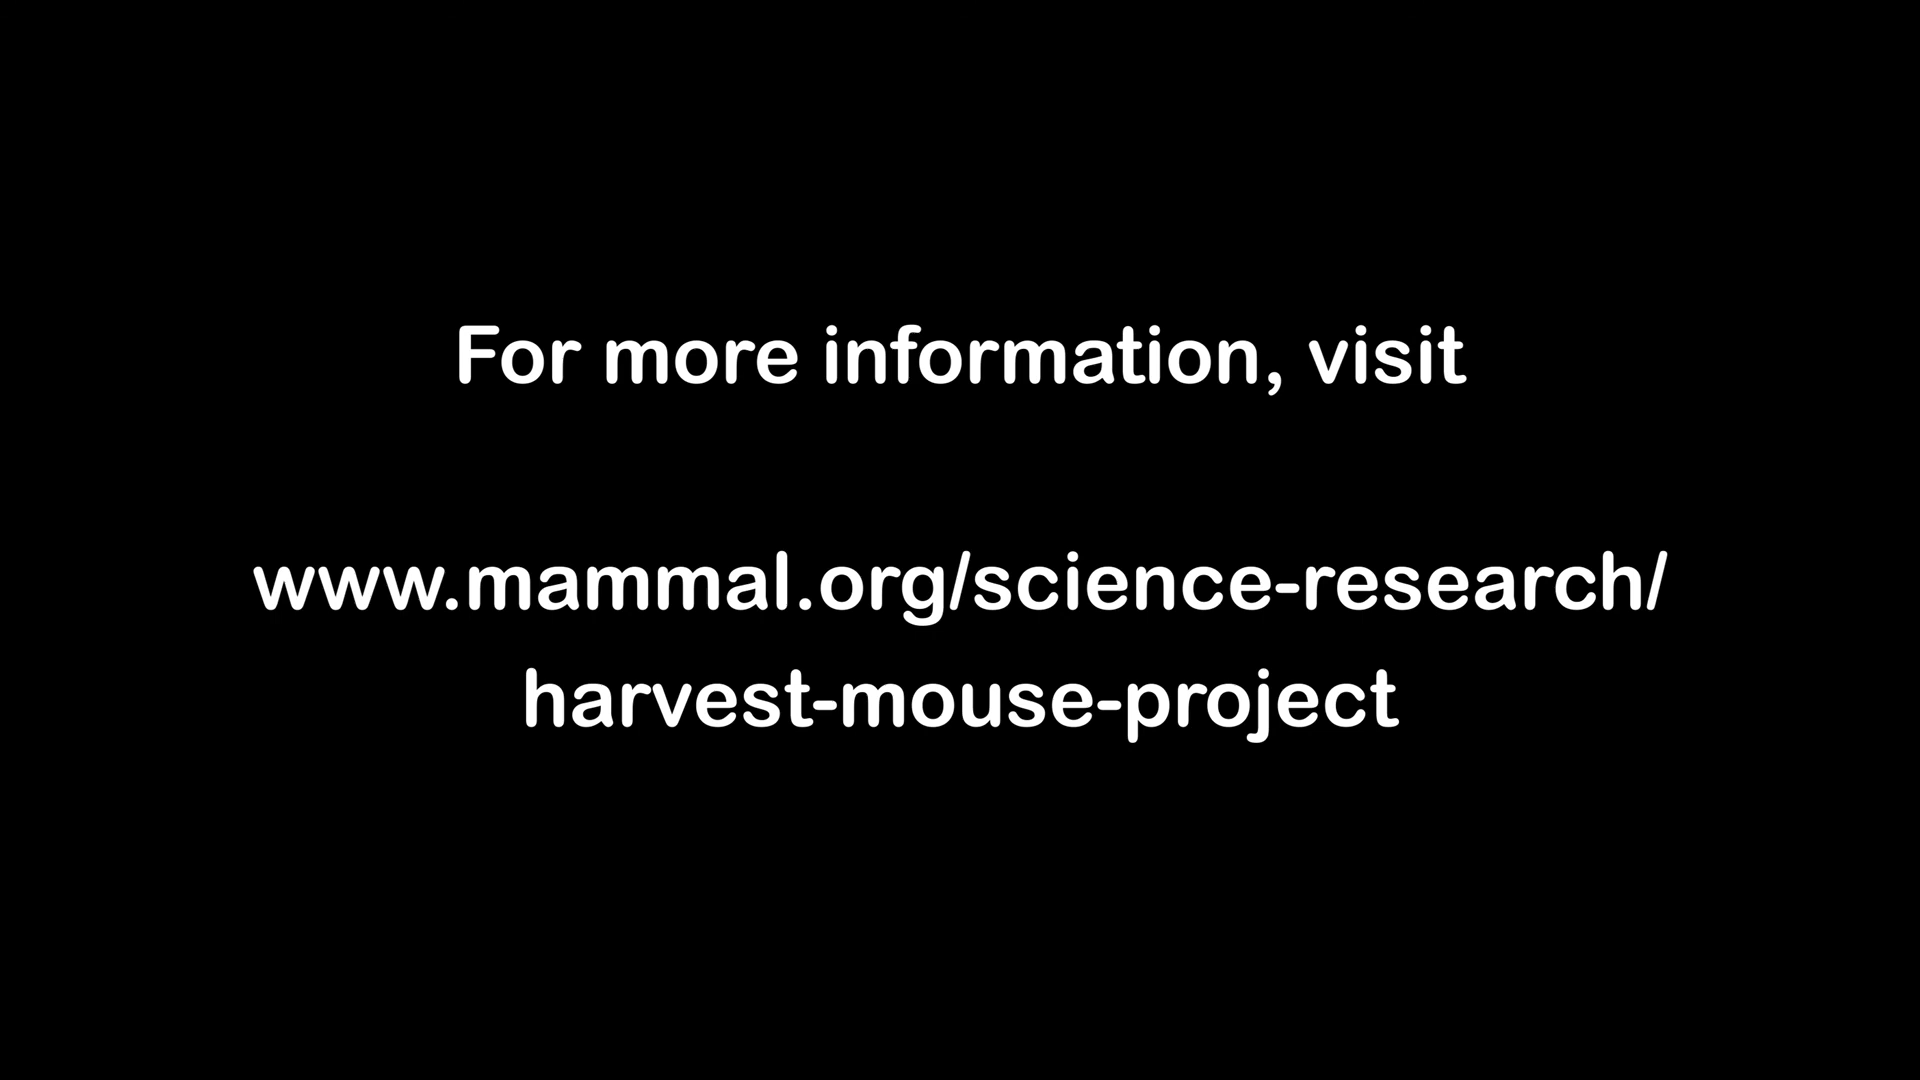 For more information, visit
www.mammal.org/science-research/
harvest-mouse-project